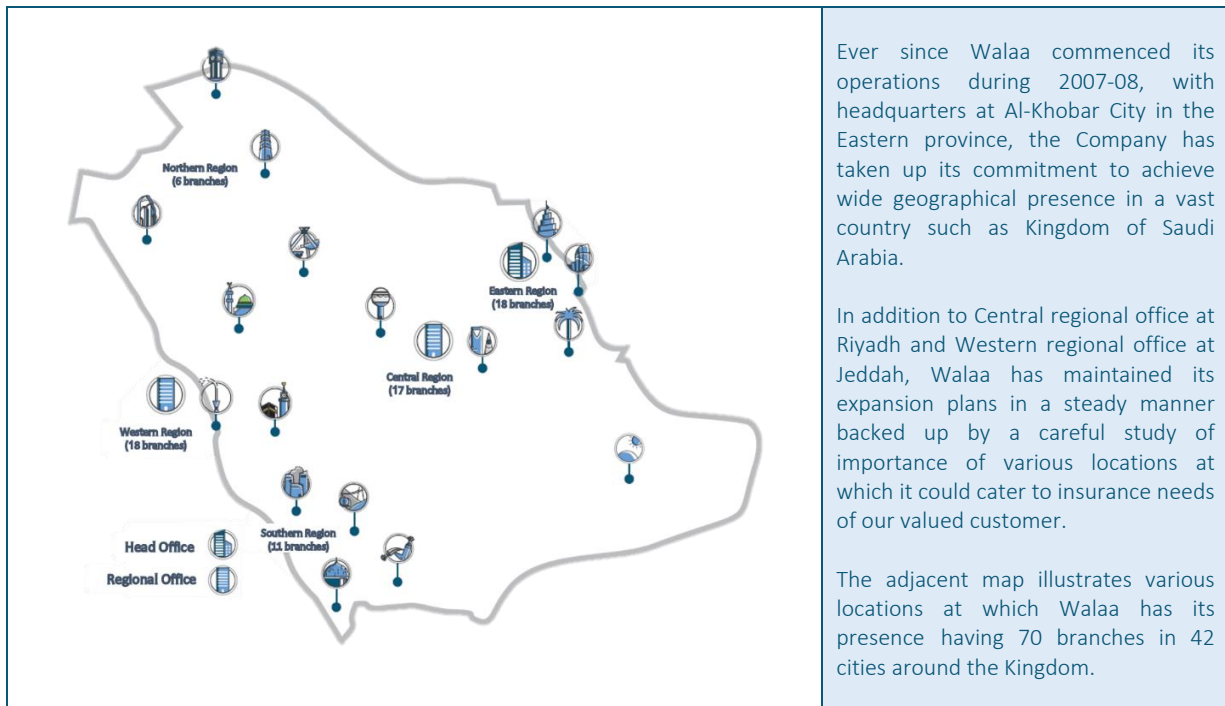 Northern Region
(6 branches)
Eastern Region
(18 branches)
Central Region
(17 branches)
Western Region
(18 branches)
Southern Region
(11 branches)
Head Office
Regional Office
Ever since Walaa commenced its
operations during 2007-08, with
headquarters at Al-Khobar City in the
Eastern province, the Company has
taken up its commitment to achieve
wide geographical presence in a vast
country such as Kingdom of Saudi
Arabia.
In addition to Central regional office at
Riyadh and Western regional office at
Jeddah, Walaa has maintained its
expansion plans in a steady manner
backed up by a careful study of
importance of various locations at
which it could cater to insurance needs
of our valued customer.
The adjacent map illustrates various
locations at which Walaa has its
presence having 70 branches in 42
cities around the Kingdom.